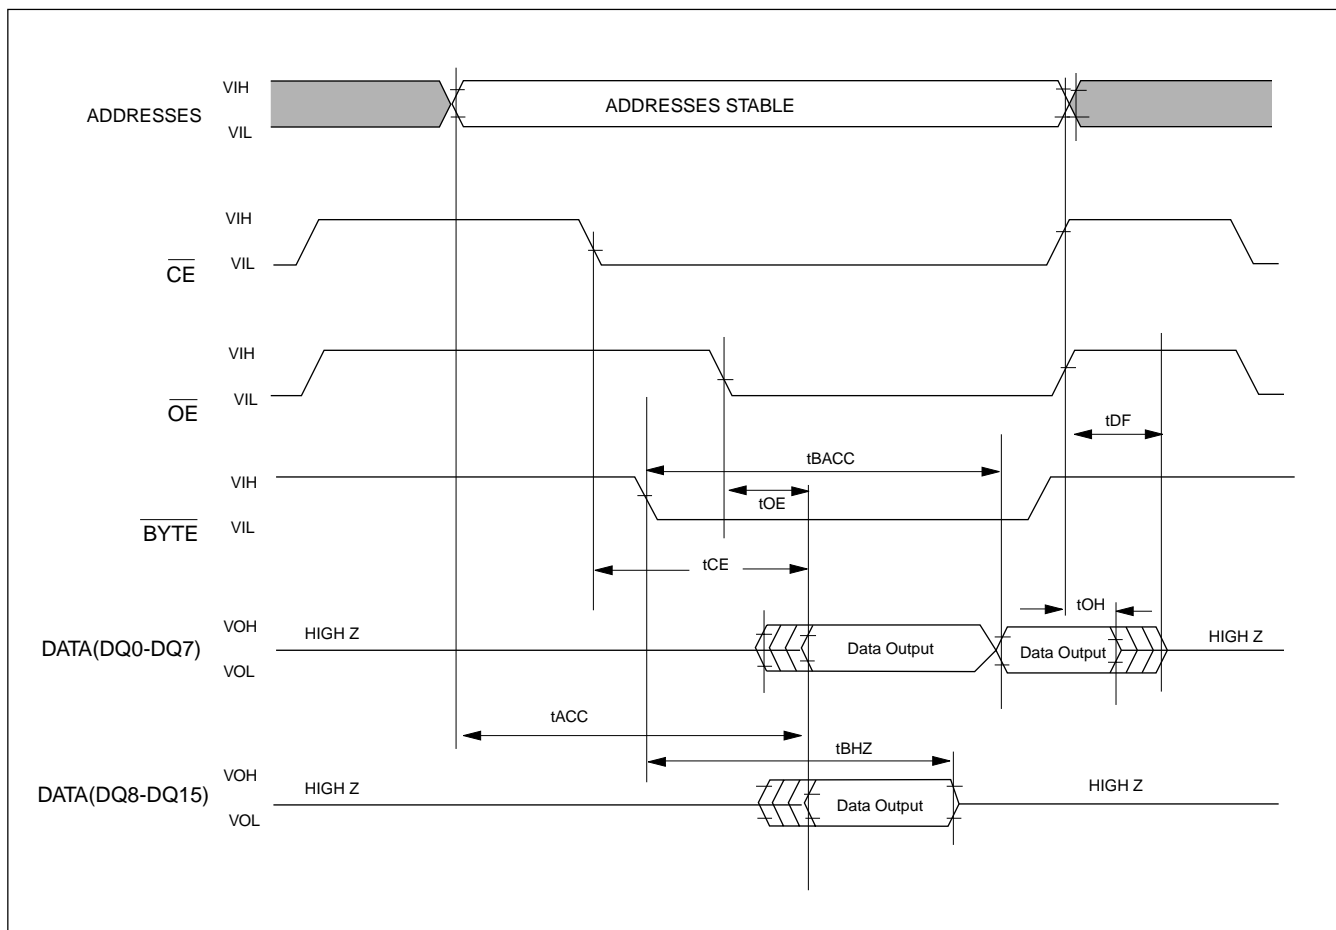 VIH
ADDRESSES
ADDRESSES STABLE
VIL
VIH
CE
VIL
VIH
OE
VIL
tDF
tBACC
VIH
tOE
BYTE
VIL
tCE
tOH
VOH
DATA(DQ0-DQ7)
HIGH Z
Data Output
Data Output
HIGH Z
VOL
tACC
tBHZ
VOH
DATA(DQ8-DQ15)
HIGH Z
Data Output
HIGH Z
VOL